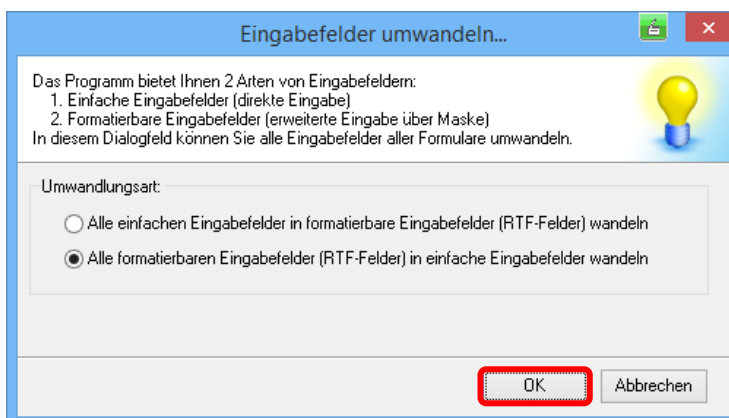 Eingabefelder umwandeln...
Das Programm bietet Ihnen 2 Arten von Eingabefeldern:
1. Einfache Eingabefelder (direkte Eingabe)
2. Formatierbare Eingabefelder (erweiterte Eingabe über Maske)
In diesem Dialogfeld können Sie alle Eingabefelder aller Formulare umwandeln.
Umwandlungsart:
Alle einfachen Eingabefelder in formatierbare Eingabefelder (RTF-Felder) wandeln
Alle formatierbaren Eingabefelder (RTF-Felder) in einfache Eingabefelder wandeln
OK Abbrechen